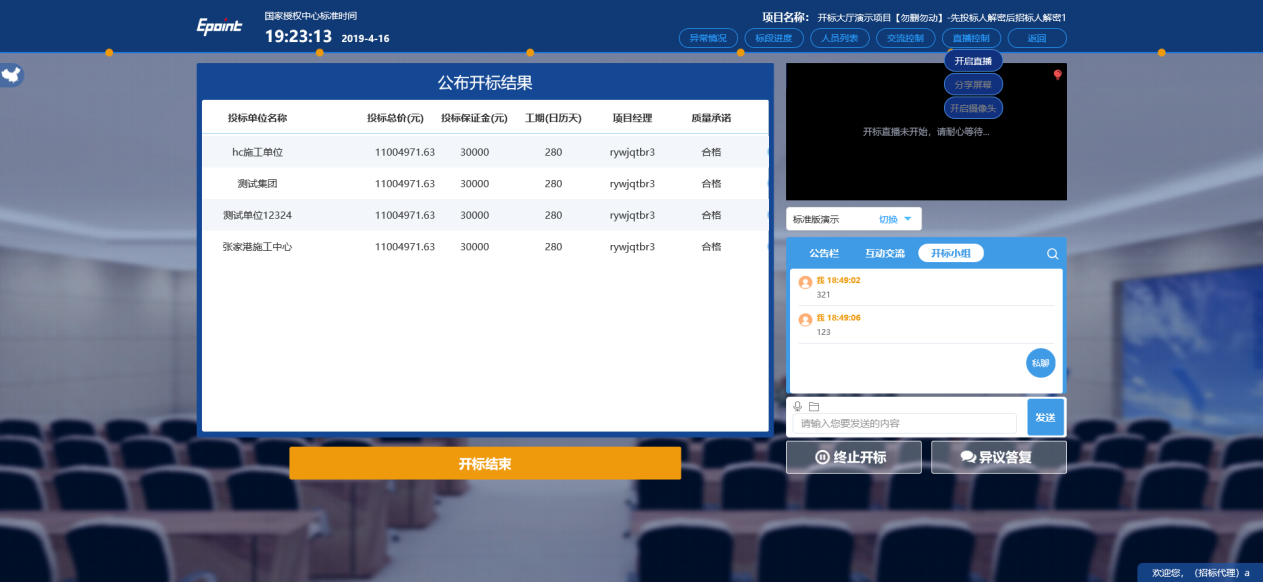 Epoint
国家授权中心标准时间
19:23:13 2019-4-16
项目名称： 开标大厅演示项目【勿删勿动】-先投标人解密后招标人解密1
异常情况 标段进度 人员列表 交流控制 直播控制 返回
开启直播
分享屏幕
开启摄像头
开标直播未开始，请耐心等待...
公布开标结果
投标单位名称 投标总价(元) 投标保证金(元) 工期(日历天) 项目经理 质量承诺
hc施工单位 11004971.63 30000 280 rywjqtbr3 合格
测试集团 11004971.63 30000 280 rywjqtbr3 合格
测试单位12324 11004971.63 30000 280 rywjqtbr3 合格
张家港施工中心 11004971.63 30000 280 rywjqtbr3 合格
开标结束
标准版演示 切换
公告栏 互动交流 开标小组
我 18:49:02
321
我 18:49:06
123
私聊
请输入您要发送的内容
发送
终止开标 异议答复
欢迎您，（招标代理）a